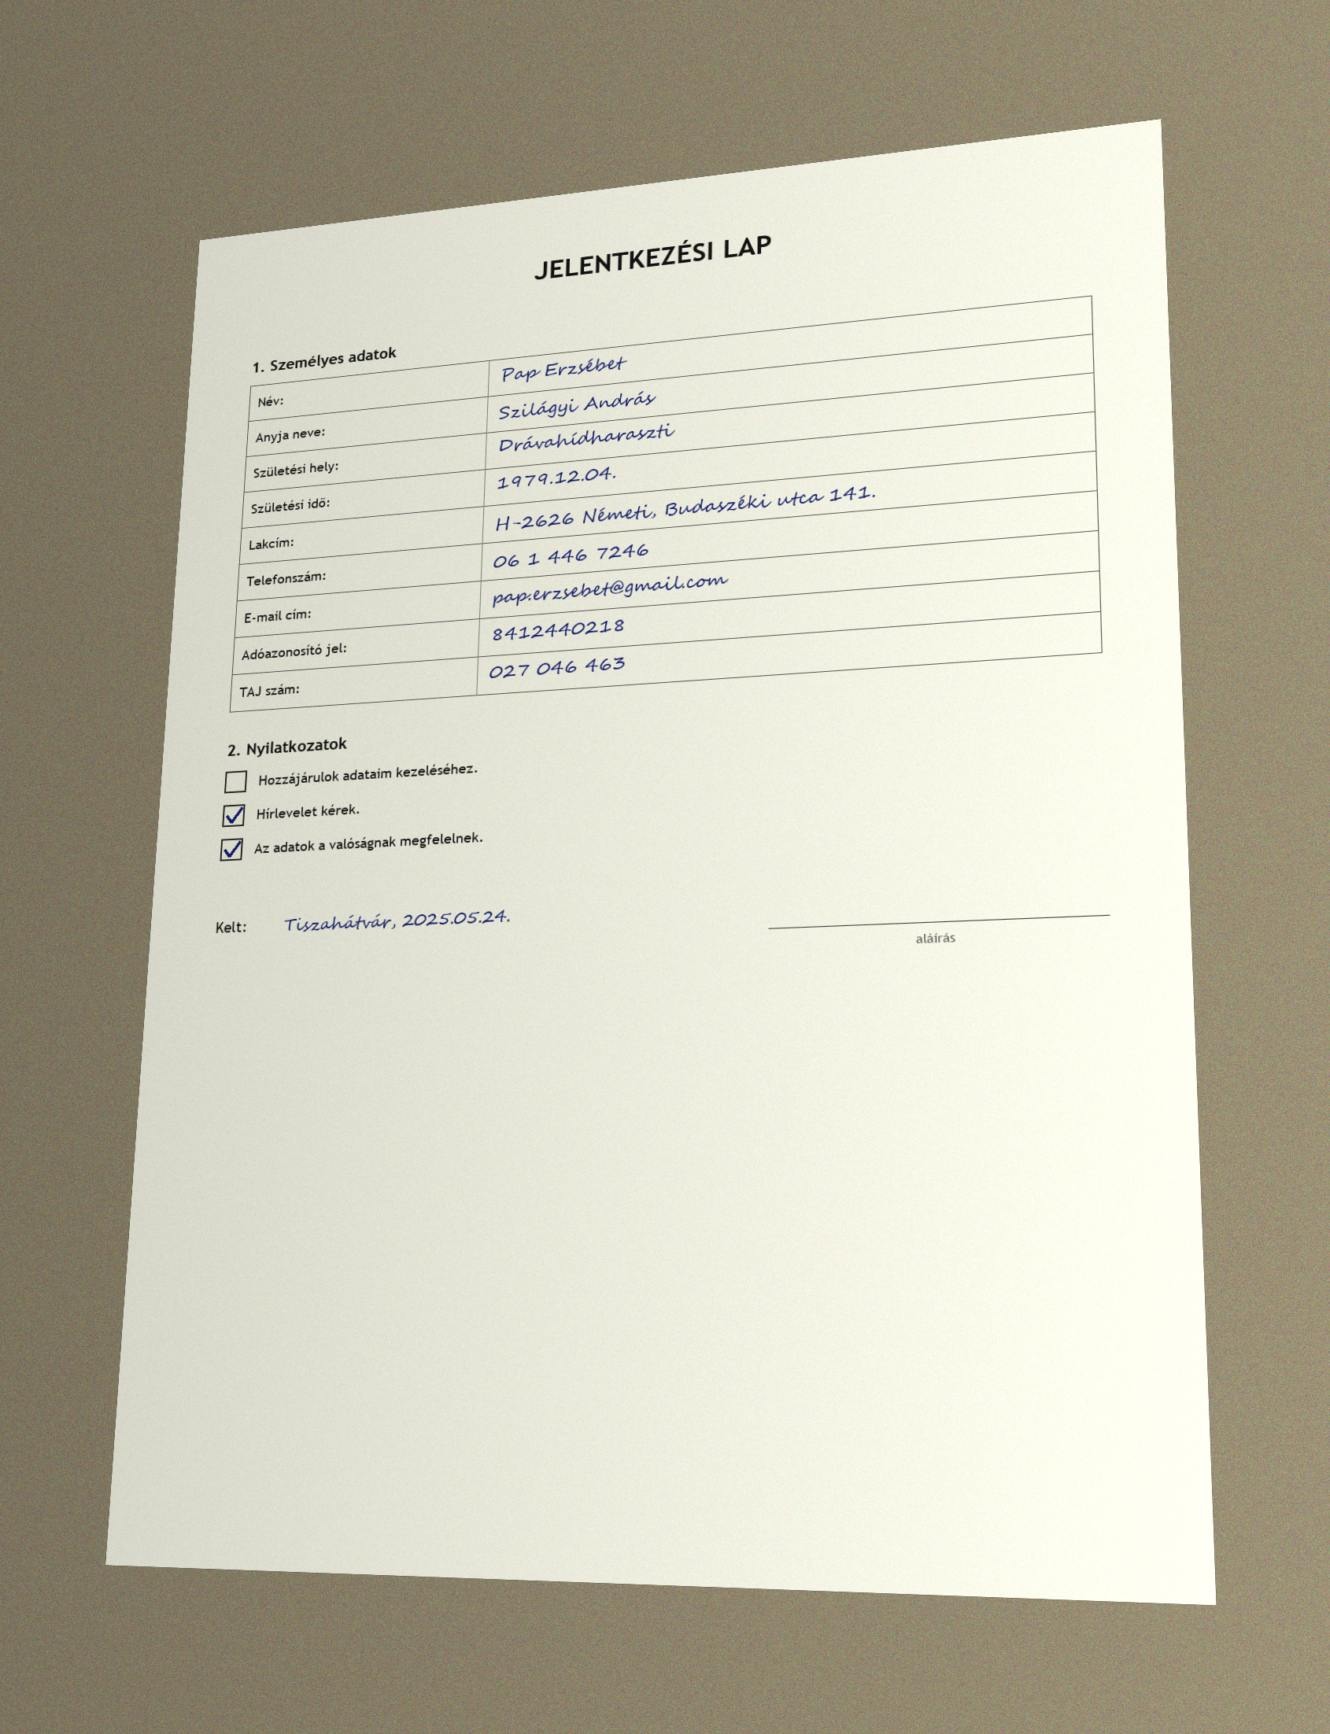 JELENTKEZÉSI LAP
1. Személyes adatok
Név: Pap Erzsébet
Anyja neve: Szilágyi András
Születési hely: Drávahídharaszti
Születési idő: 1979.12.04.
Lakcím: H-2626 Németi, Budaszéki utca 141.
Telefonszám: 06 1 446 7246
E-mail cím: pap.erzsebet@gmail.com
Adóazonosító jel: 8412440218
TAJ szám: 027 046 463
2. Nyilatkozatok
Hozzájárulok adataim kezeléséhez.
Hírlevelet kérek.
Az adatok a valóságnak megfelelnek.
Kelt: Tiszahátvár, 2025.05.24.
aláírás